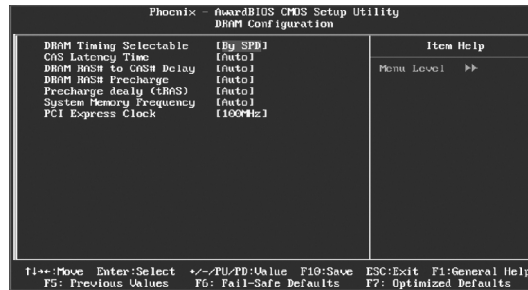 Phoenix - AwardBIOS CMOS Setup Utility
DRAM Configuration
DRAM Timing Selectable [By SPD]
CAS Latency Time [Auto]
DRAM RAS# to CAS# Delay [Auto]
DRAM RAS# Precharge [Auto]
Precharge dealy (tRAS) [Auto]
System Memory Frequency [Auto]
PCI Express Clock [100MHz]
Item Help
Menu Level ▶▶
↑↓→←:Move Enter:Select +/-/PU/PD:Value F10:Save ESC:Exit F1:General Help
F5: Previous Values F6: Fail-Safe Defaults F7: Optimized Defaults